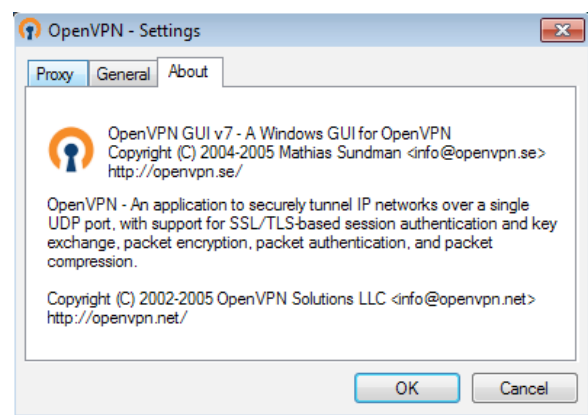 OpenVPN - Settings
Proxy General About
OpenVPN GUI v7 - A Windows GUI for OpenVPN
Copyright (C) 2004-2005 Mathias Sundman <info@openvpn.se>
http://openvpn.se/
OpenVPN - An application to securely tunnel IP networks over a single
UDP port, with support for SSL/TLS-based session authentication and key
exchange, packet encryption, packet authentication, and packet
compression.
Copyright (C) 2002-2005 OpenVPN Solutions LLC <info@openvpn.net>
http://openvpn.net/
OK Cancel